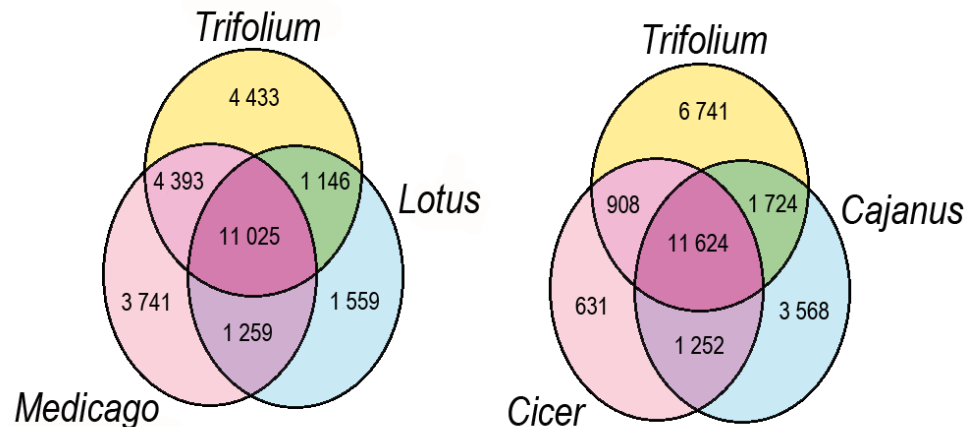 Trifolium
4 433
4 393
1 146
Lotus
11 025
3 741
1 559
1 259
Medicago
Trifolium
6 741
908
1 724
Cajanus
11 624
631
3 568
1 252
Cicer